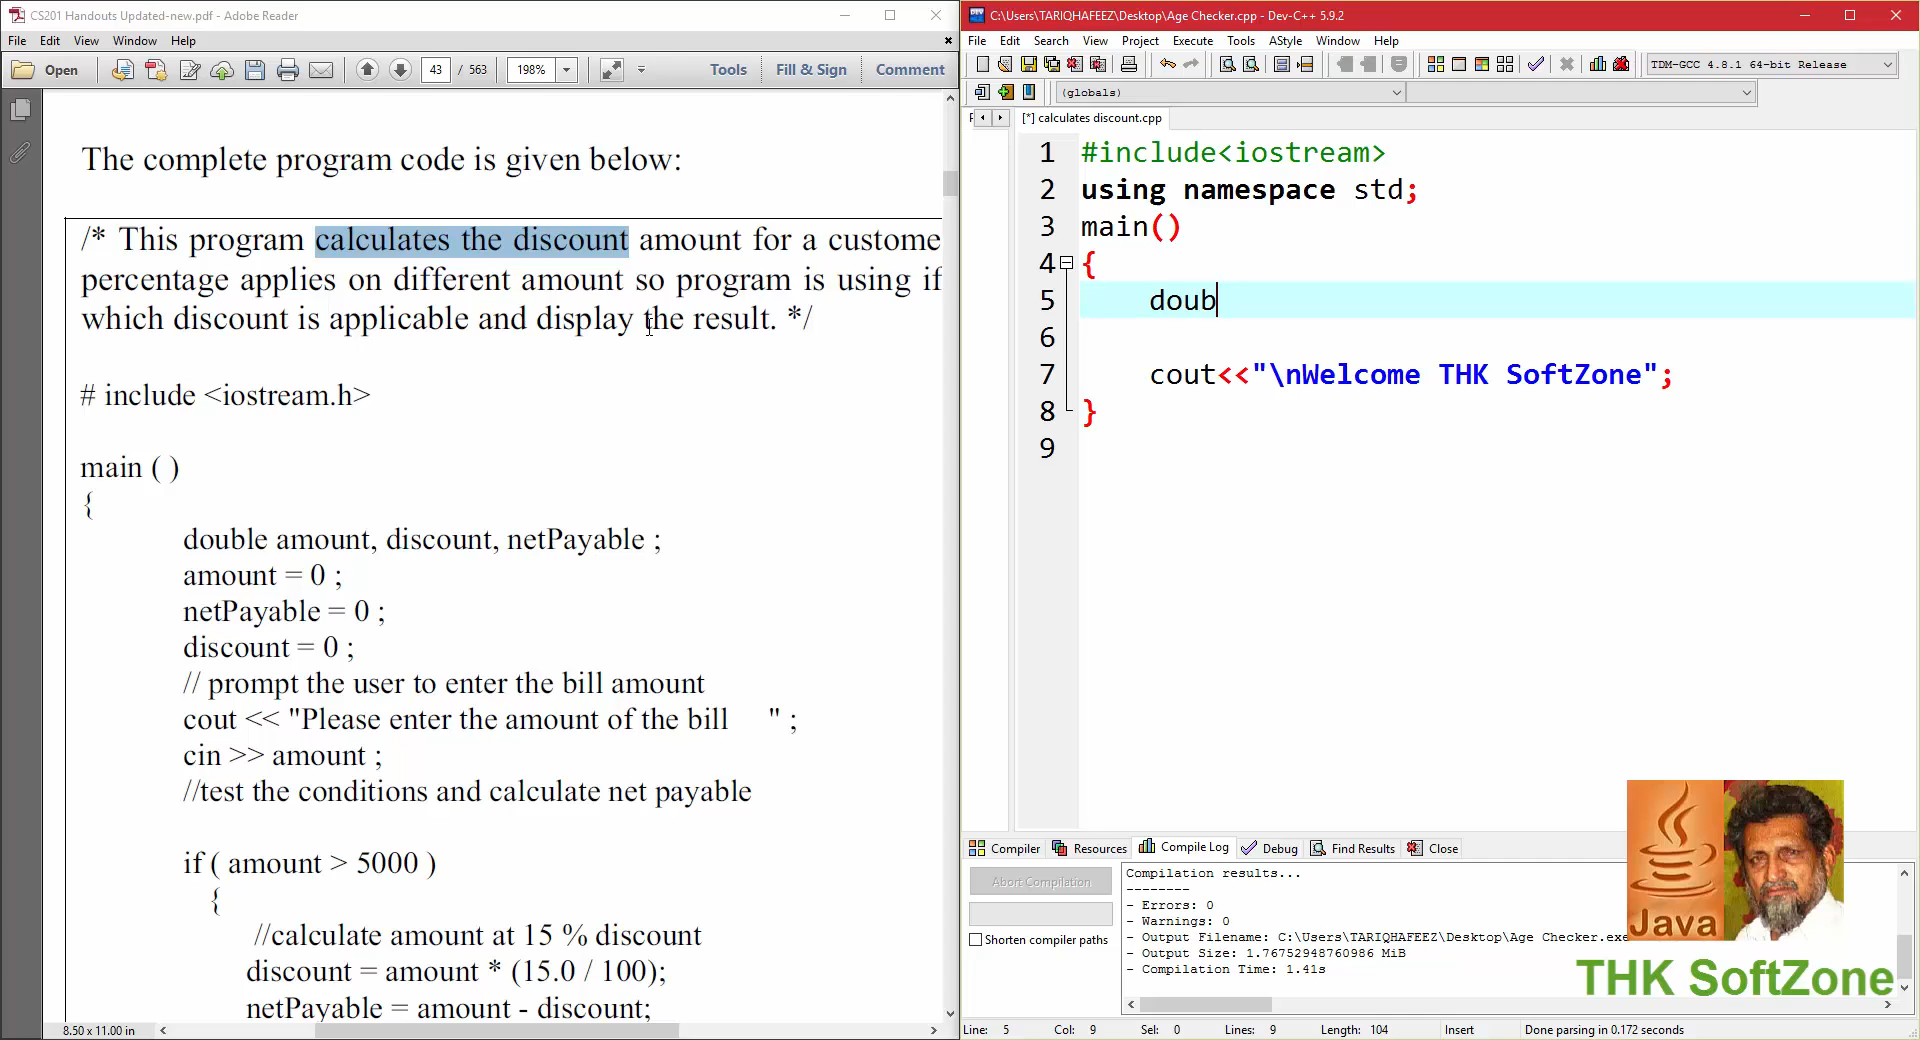 CS201 Handouts Updated-new.pdf - Adobe Reader
File Edit View Window Help
Open 43 / 563 198% Tools Fill & Sign Comment
The complete program code is given below:
/* This program calculates the discount amount for a custome
percentage applies on different amount so program is using if
which discount is applicable and display the result. */
# include <iostream.h>
main ( )
{
double amount, discount, netPayable ;
amount = 0 ;
netPayable = 0 ;
discount = 0 ;
// prompt the user to enter the bill amount
cout << "Please enter the amount of the bill " ;
cin >> amount ;
//test the conditions and calculate net payable
if ( amount > 5000 )
{
//calculate amount at 15 % discount
discount = amount * (15.0 / 100);
netPayable = amount - discount;
8.50 x 11.00 in
DEV C:\Users\TARIQHAFEEZ\Desktop\Age Checker.cpp - Dev-C++ 5.9.2
File Edit Search View Project Execute Tools AStyle Window Help
TDM-GCC 4.8.1 64-bit Release
(globals)
[*] calculates discount.cpp
1 #include<iostream>
2 using namespace std;
3 main()
4 {
5 doub
6
7 cout<<"\nWelcome THK SoftZone";
8 }
9
Compiler Resources Compile Log Debug Find Results Close
Abort Compilation
Shorten compiler paths
Compilation results...
--------
- Errors: 0
- Warnings: 0
- Output Filename: C:\Users\TARIQHAFEEZ\Desktop\Age Checker.exe
- Output Size: 1.76752948760986 MiB
- Compilation Time: 1.41s
Java
THK SoftZone
Line: 5 Col: 9 Sel: 0 Lines: 9 Length: 104 Insert Done parsing in 0.172 seconds